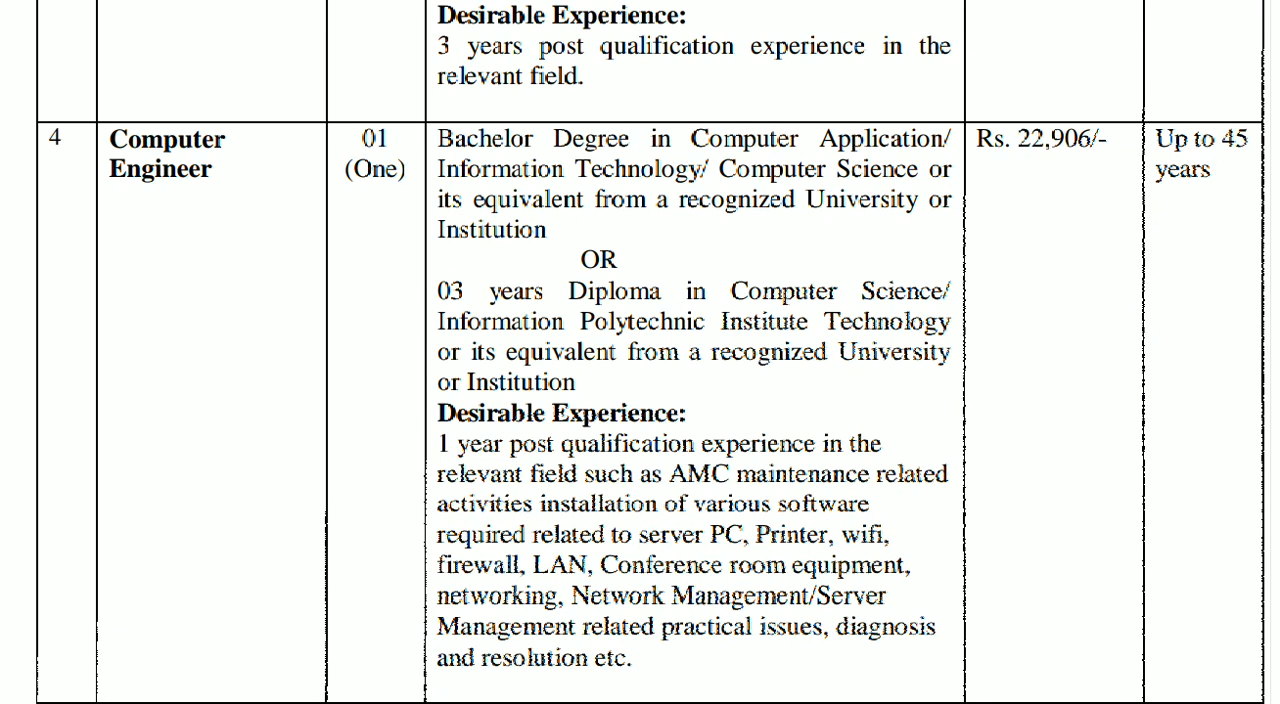 Desirable Experience:
3 years post qualification experience in the
relevant field.
4
Computer
Engineer
01
(One)
Bachelor Degree in Computer Application/
Information Technology/ Computer Science or
its equivalent from a recognized University or
Institution
OR
03 years Diploma in Computer Science/
Information Polytechnic Institute Technology
or its equivalent from a recognized University
or Institution
Desirable Experience:
1 year post qualification experience in the
relevant field such as AMC maintenance related
activities installation of various software
required related to server PC, Printer, wifi,
firewall, LAN, Conference room equipment,
networking, Network Management/Server
Management related practical issues, diagnosis
and resolution etc.
Rs. 22,906/-
Up to 45
years